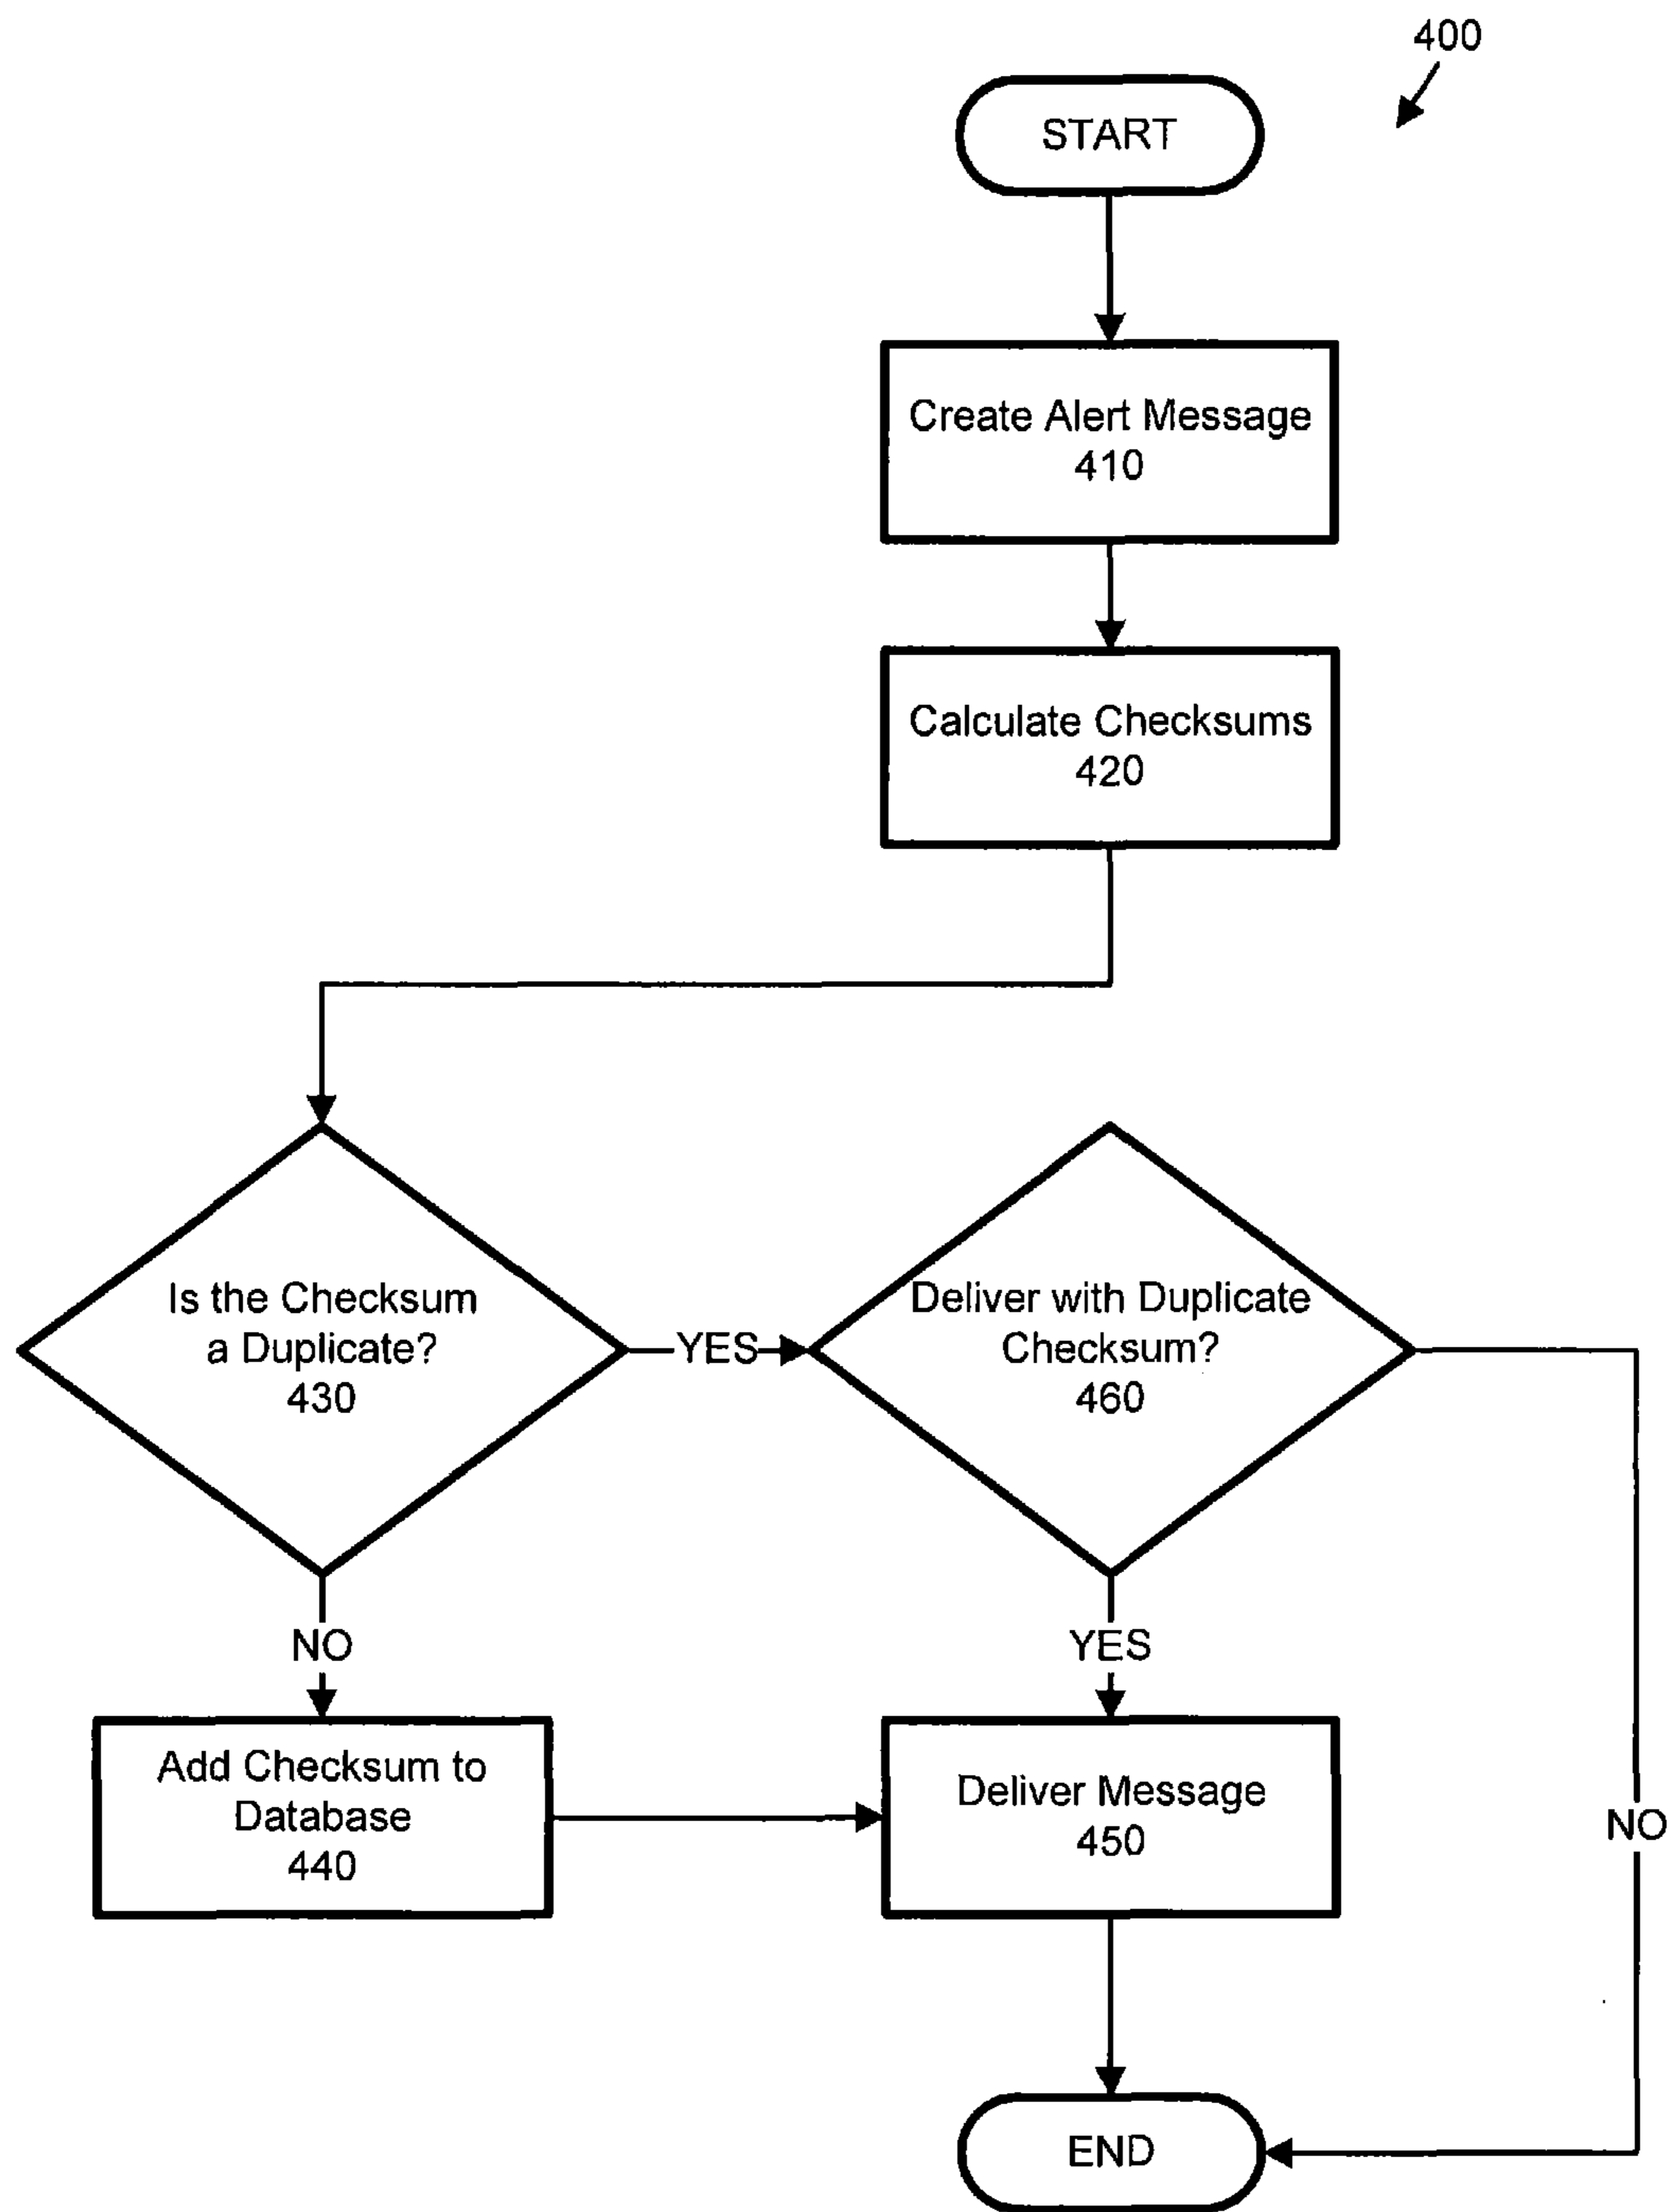 400
START
Create Alert Message
410
Calculate Checksums
420
Is the Checksum
a Duplicate?
430
YES
Deliver with Duplicate
Checksum?
460
NO
YES
Add Checksum to
Database
440
Deliver Message
450
NO
END